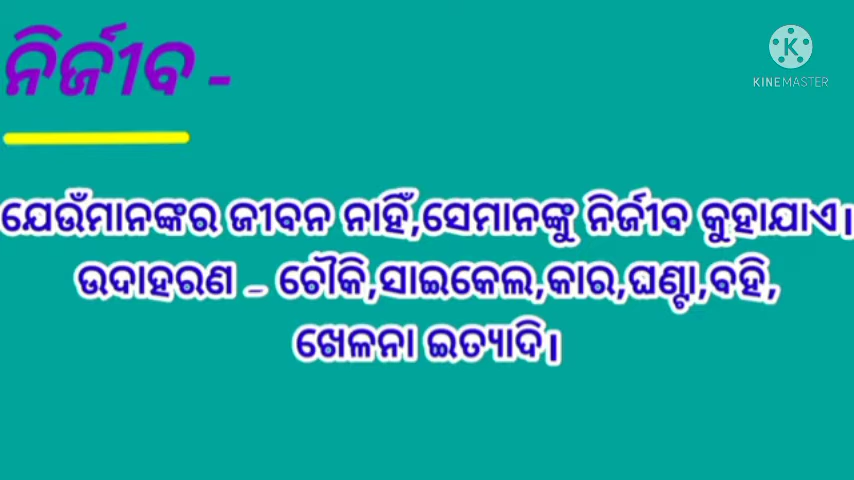 ନିର୍ଜୀବ -
KINEMASTER
ଯେଉଁମାନଙ୍କର ଜୀବନ ନାହିଁ,ସେମାନଙ୍କୁ ନିର୍ଜୀବ କୁହାଯାଏ।
ଉଦାହରଣ – ଚୌକି,ସାଇକେଲ,କାର,ଘଣ୍ଟା,ବହି,
ଖେଳନା ଇତ୍ୟାଦି।